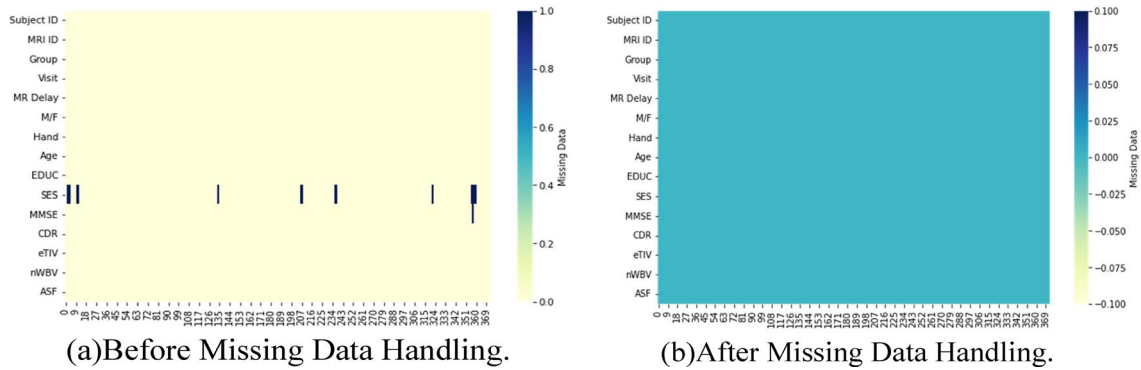 Subject ID
MRI ID
Group
Visit
MR Delay
M/F
Hand
Age
EDUC
SES
MMSE
CDR
eTIV
nWBV
ASF
0 9 18 27 36 45 54 63 72 81 90 99 108 117 126 135 144 153 162 171 180 189 198 207 216 225 234 243 252 261 270 279 288 297 306 315 324 333 342 351 360 369
1.0
0.8
0.6
0.4
0.2
0.0
Missing Data
(a)Before Missing Data Handling.
Subject ID
MRI ID
Group
Visit
MR Delay
M/F
Hand
Age
EDUC
SES
MMSE
CDR
eTIV
nWBV
ASF
0 9 18 27 36 45 54 63 72 81 90 99 108 117 126 135 144 153 162 171 180 189 198 207 216 225 234 243 252 261 270 279 288 297 306 315 324 333 342 351 360 369
0.100
0.075
0.050
0.025
0.000
−0.025
−0.050
−0.075
−0.100
Missing Data
(b)After Missing Data Handling.